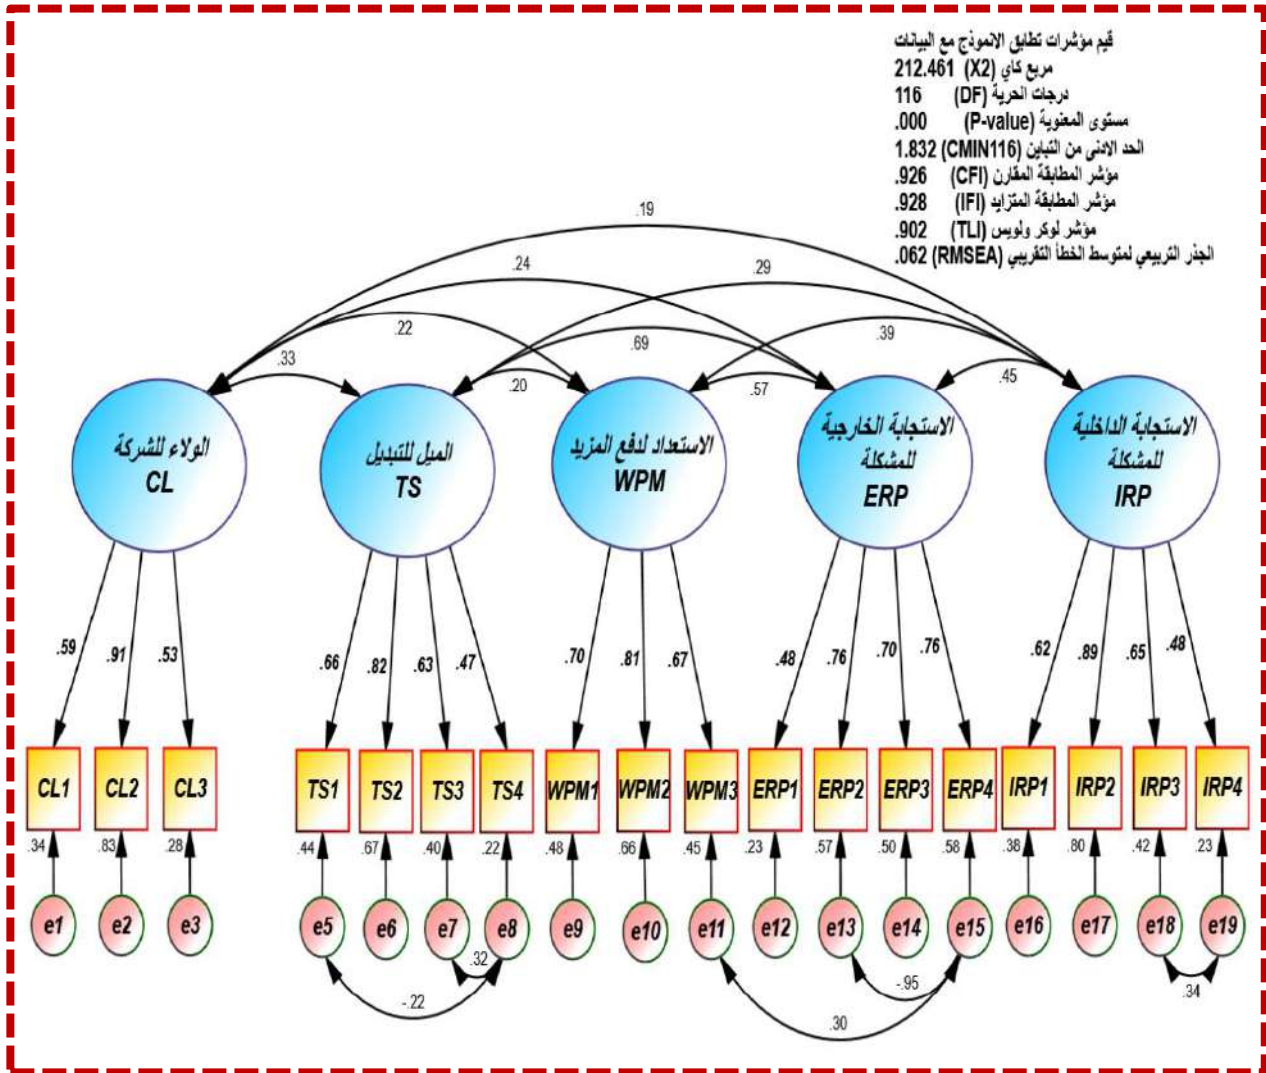 قيم مؤشرات تطابق الانموذج مع البيانات
مربع كاي (X2) 212.461
درجات الحرية (DF) 116
مستوى المعنوية (P-value) .000
الحد الادنى من التباين (CMIN116) 1.832
مؤشر المطابقة المقارن (CFI) .926
مؤشر المطابقة المتزايد (IFI) .928
مؤشر لوكر ولويس (TLI) .902
الجذر التربيعي لمتوسط الخطأ التقريبي (RMSEA) .062
.19
.24
.29
.22
.69
.39
.33
.20
.57
.45
الولاء للشركة
CL
الميل للتبديل
TS
الاستعداد لدفع المزيد
WPM
الاستجابة الخارجية
للمشكلة
ERP
الاستجابة الداخلية
للمشكلة
IRP
.59
.91
.53
.66
.82
.63
.47
.70
.81
.67
.48
.76
.70
.76
.62
.89
.65
.48
CL1
CL2
CL3
TS1
TS2
TS3
TS4
WPM1
WPM2
WPM3
ERP1
ERP2
ERP3
ERP4
IRP1
IRP2
IRP3
IRP4
.34
.83
.28
.44
.67
.40
.22
.48
.66
.45
.23
.57
.50
.58
.38
.80
.42
.23
e1
e2
e3
e5
e6
e7
e8
e9
e10
e11
e12
e13
e14
e15
e16
e17
e18
e19
.32
-.22
-.95
.30
.34